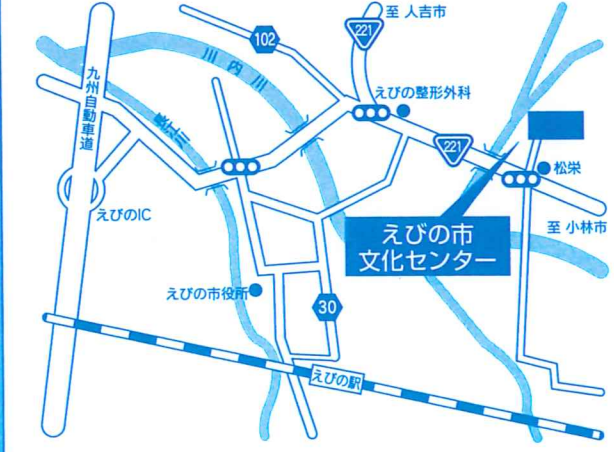 至 人吉市
221
102
川内川
えびの整形外科
九州自動車道
221
松栄
えびのIC
至 小林市
えびの市
文化センター
えびの市役所
30
えびの駅